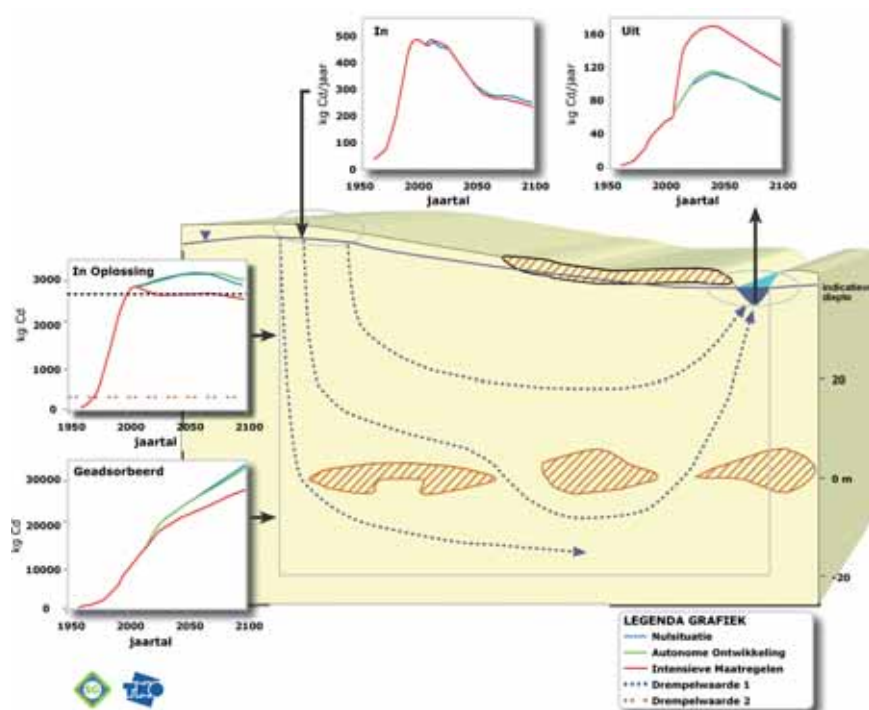 In
kg Cd/jaar
500
400
300
200
100
0
1950 2000 2050 2100
jaartal
Uit
kg Cd/jaar
160
120
80
40
0
1950 2000 2050 2100
jaartal
In Oplossing
kg Cd
3000
2000
1000
0
1950 2000 2050 2100
jaartal
Geadsorbeerd
kg Cd
30000
20000
10000
0
1950 2000 2050 2100
jaartal
indicatieve
diepte
20
0 m
-20
LEGENDA GRAFIEK
Nulsituatie
Autonome Ontwikkeling
Intensieve Maatregelen
Drempelwaarde 1
Drempelwaarde 2
SG
TNO